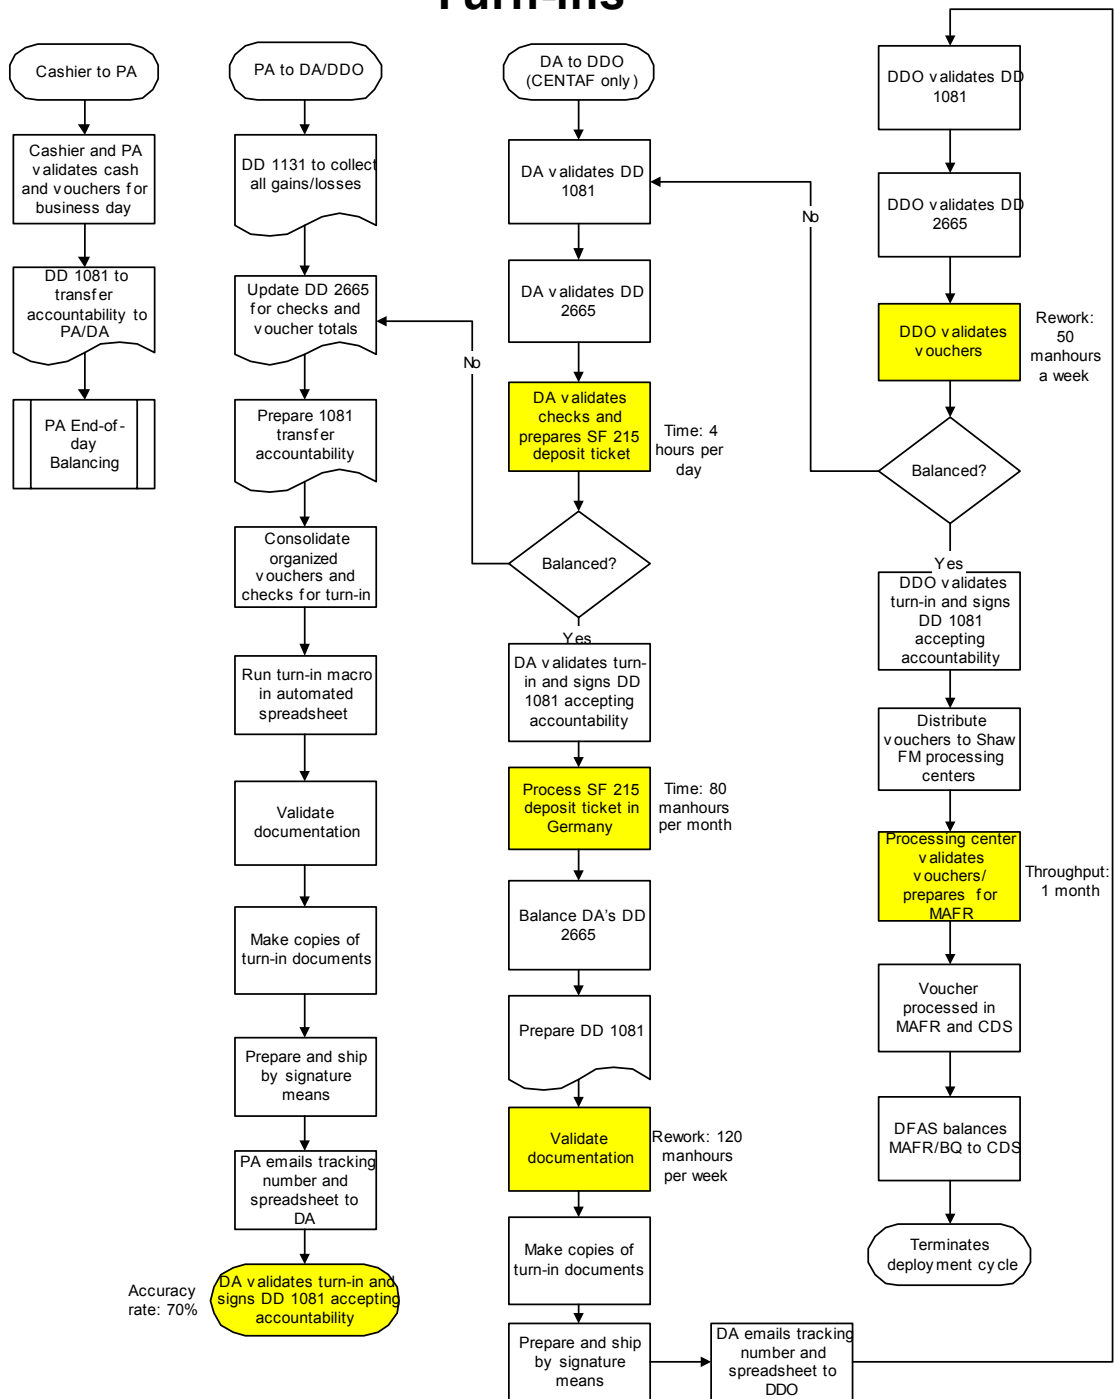 Turn-ins
Cashier to PA
Cashier and PA
validates cash
and vouchers for
business day
DD 1081 to
transfer
accountability to
PA/DA
PA End-of-
day
Balancing
PA to DA/DDO
DD 1131 to collect
all gains/losses
Update DD 2665
for checks and
voucher totals
No
Prepare 1081
transfer
accountability
Consolidate
organized
vouchers and
checks for turn-in
Run turn-in macro
in automated
spreadsheet
Validate
documentation
Make copies of
turn-in documents
Prepare and ship
by signature
means
PA emails tracking
number and
spreadsheet to
DA
Accuracy
rate: 70%
DA validates turn-in and
signs DD 1081 accepting
accountability
DA to DDO
(CENTAF only)
DA validates DD
1081
DA validates DD
2665
DA validates
checks and
prepares SF 215
deposit ticket
Time: 4
hours per
day
Balanced?
Yes
DA validates turn-
in and signs DD
1081 accepting
accountability
Process SF 215
deposit ticket in
Germany
Time: 80
manhours
per month
Balance DA's DD
2665
Prepare DD 1081
Validate
documentation
Rework: 120
manhours
per week
Make copies of
turn-in documents
Prepare and ship
by signature
means
DA emails tracking
number and
spreadsheet to
DDO
DDO validates DD
1081
No
DDO validates DD
2665
DDO validates
vouchers
Rework:
50
manhours
a week
Balanced?
Yes
DDO validates
turn-in and signs
DD 1081
accepting
accountability
Distribute
vouchers to Shaw
FM processing
centers
Processing center
validates
vouchers/
prepares for
MAFR
Throughput:
1 month
Voucher
processed in
MAFR and CDS
DFAS balances
MAFR/BQ to CDS
Terminates
deployment cycle